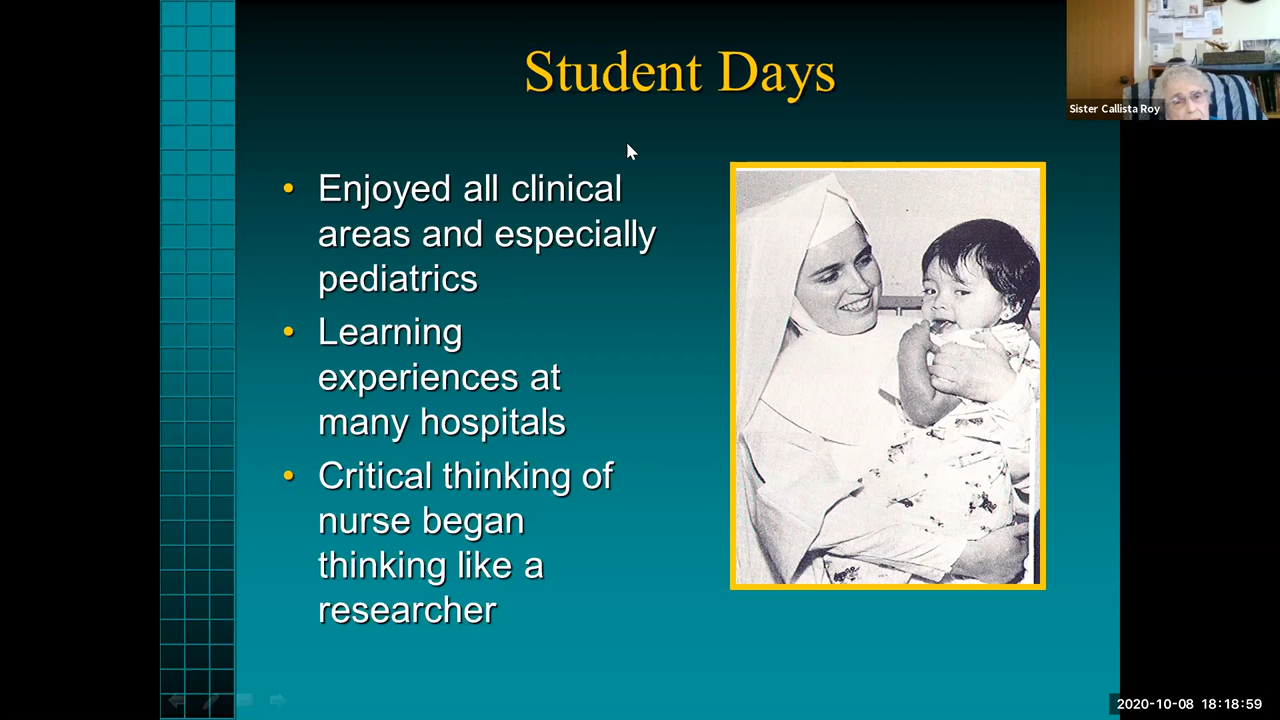 Student Days
Sister Callista Roy
• Enjoyed all clinical
areas and especially
pediatrics
• Learning
experiences at
many hospitals
• Critical thinking of
nurse began
thinking like a
researcher
2020-10-08 18:18:59